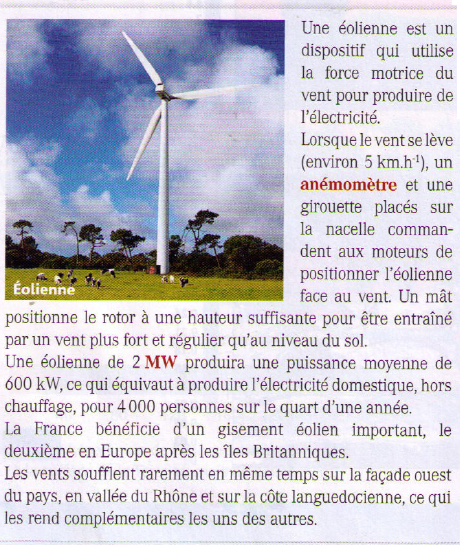 Une éolienne est un
dispositif qui utilise
la force motrice du
vent pour produire de
l'électricité.
Lorsque le vent se lève
(environ 5 km.h⁻¹), un
anémomètre et une
girouette placés sur
la nacelle comman-
dent aux moteurs de
positionner l'éolienne
face au vent. Un mât
Éolienne
positionne le rotor à une hauteur suffisante pour être entraîné
par un vent plus fort et régulier qu'au niveau du sol.
Une éolienne de 2 MW produira une puissance moyenne de
600 kW, ce qui équivaut à produire l'électricité domestique, hors
chauffage, pour 4 000 personnes sur le quart d'une année.
La France bénéficie d'un gisement éolien important, le
deuxième en Europe après les îles Britanniques.
Les vents soufflent rarement en même temps sur la façade ouest
du pays, en vallée du Rhône et sur la côte languedocienne, ce qui
les rend complémentaires les uns des autres.